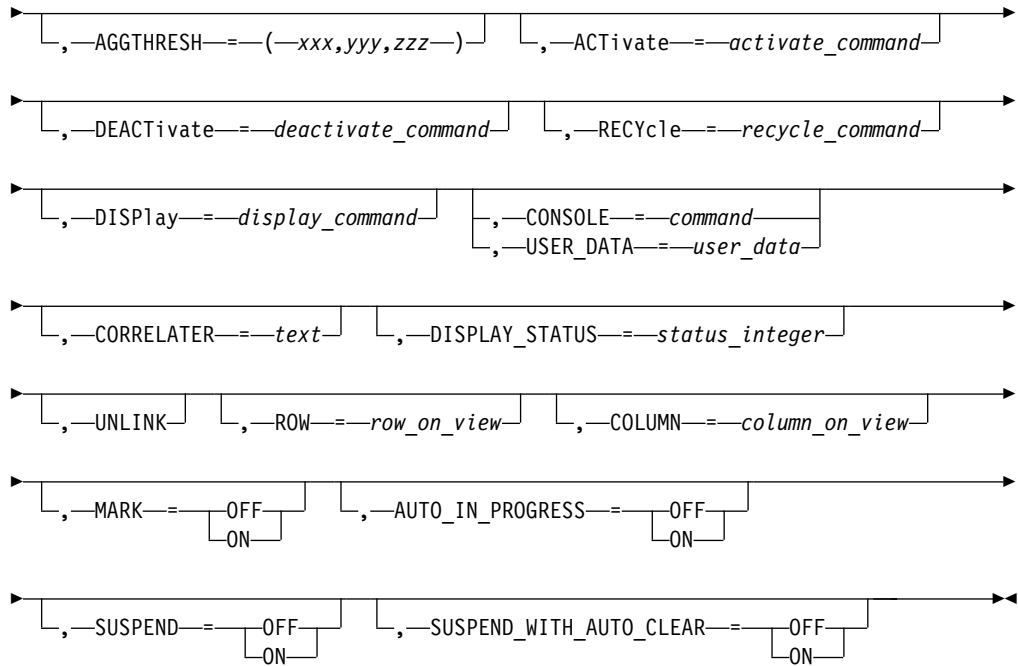 ,—AGGTHRESH—=—(—xxx,yyy,zzz—) ,—ACTivate—=—activate_command
,—DEACTivate—=—deactivate_command ,—RECYcle—=—recycle_command
,—DISPlay—=—display_command ,—CONSOLE—=—command
,—USER_DATA—=—user_data
,—CORRELATER—=—text ,—DISPLAY_STATUS—=—status_integer
,—UNLINK ,—ROW—=—row_on_view ,—COLUMN—=—column_on_view
,—MARK—=—OFF ,—AUTO_IN_PROGRESS—=—OFF
ON ON
,—SUSPEND—=—OFF ,—SUSPEND_WITH_AUTO_CLEAR—=—OFF
ON ON